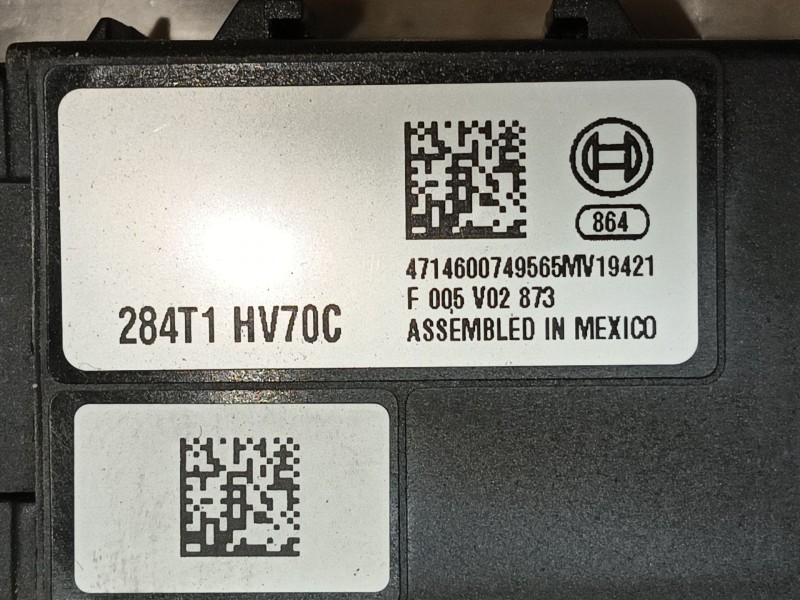 864
4714600749565MV19421
F 005 V02 873
284T1 HV70C
ASSEMBLED IN MEXICO